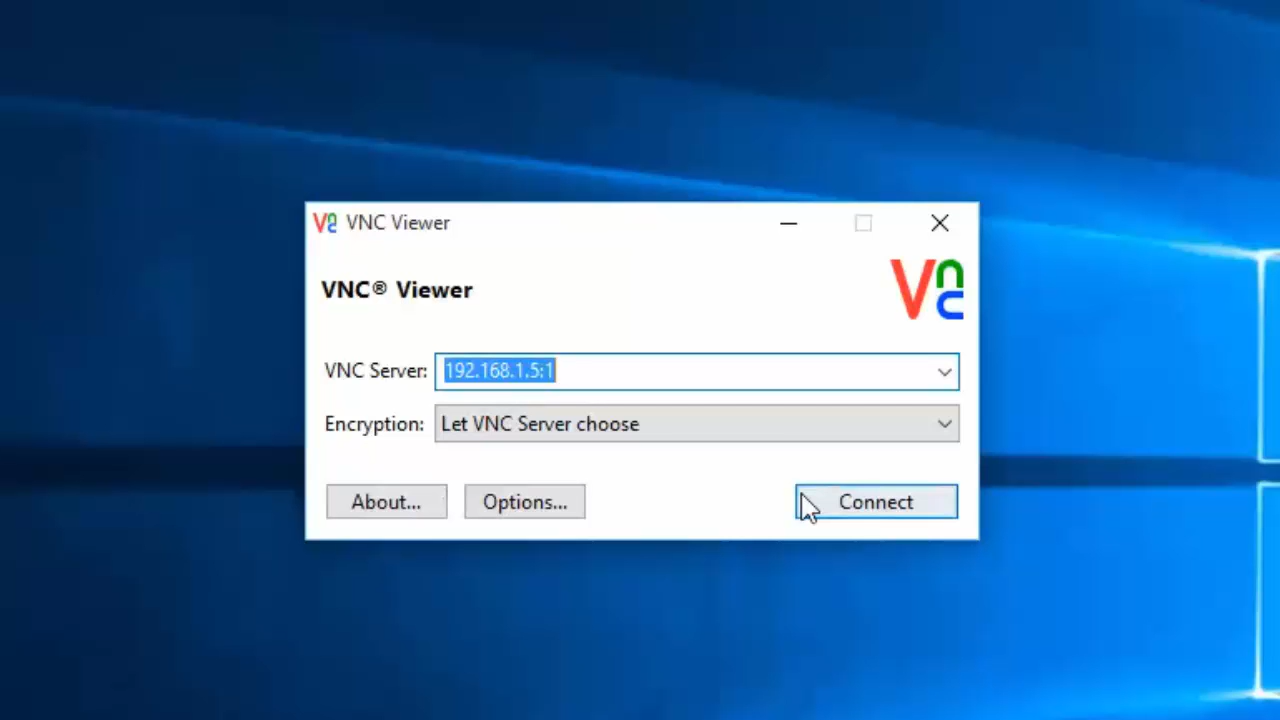 VNC Viewer
VNC® Viewer
VNC
VNC Server: 192.168.1.5:1
Encryption: Let VNC Server choose
About... Options... Connect